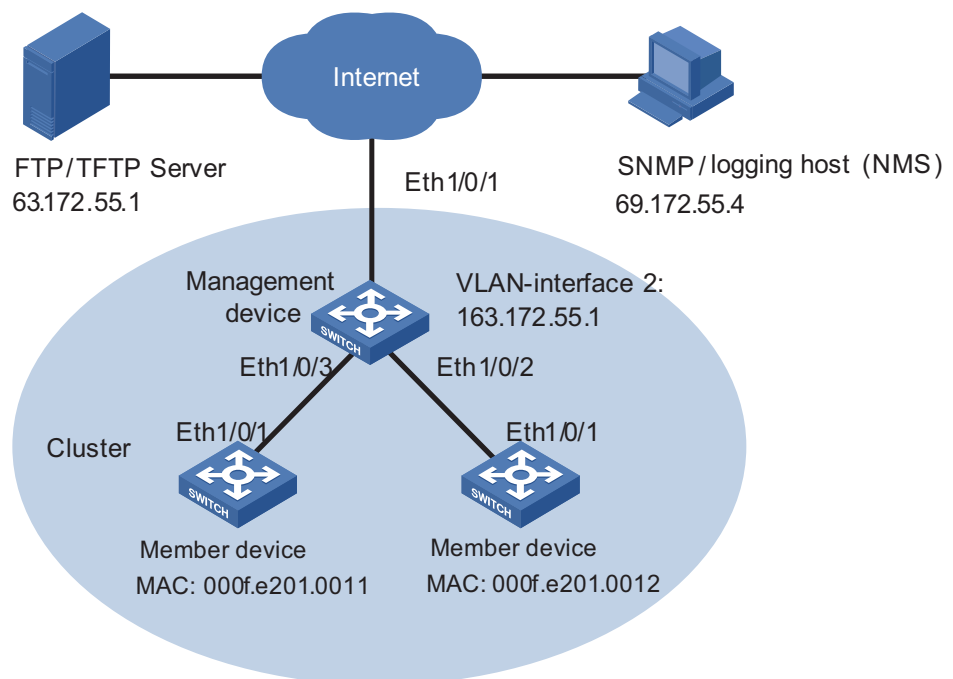 Internet
FTP/TFTP Server
63.172.55.1
SNMP/logging host (NMS)
69.172.55.4
Eth1/0/1
Management
device
VLAN-interface 2:
163.172.55.1
SWITCH
Eth1/0/3
Eth1/0/2
Cluster
Eth1/0/1
Eth1/0/1
SWITCH
SWITCH
Member device
MAC: 000f.e201.0011
Member device
MAC: 000f.e201.0012